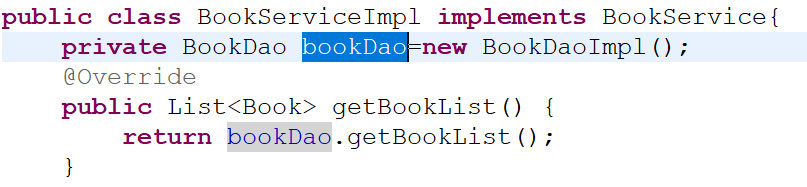 public class BookServiceImpl implements BookService{
    private BookDao bookDao=new BookDaoImpl();
    @Override
    public List<Book> getBookList() {
        return bookDao.getBookList();
    }